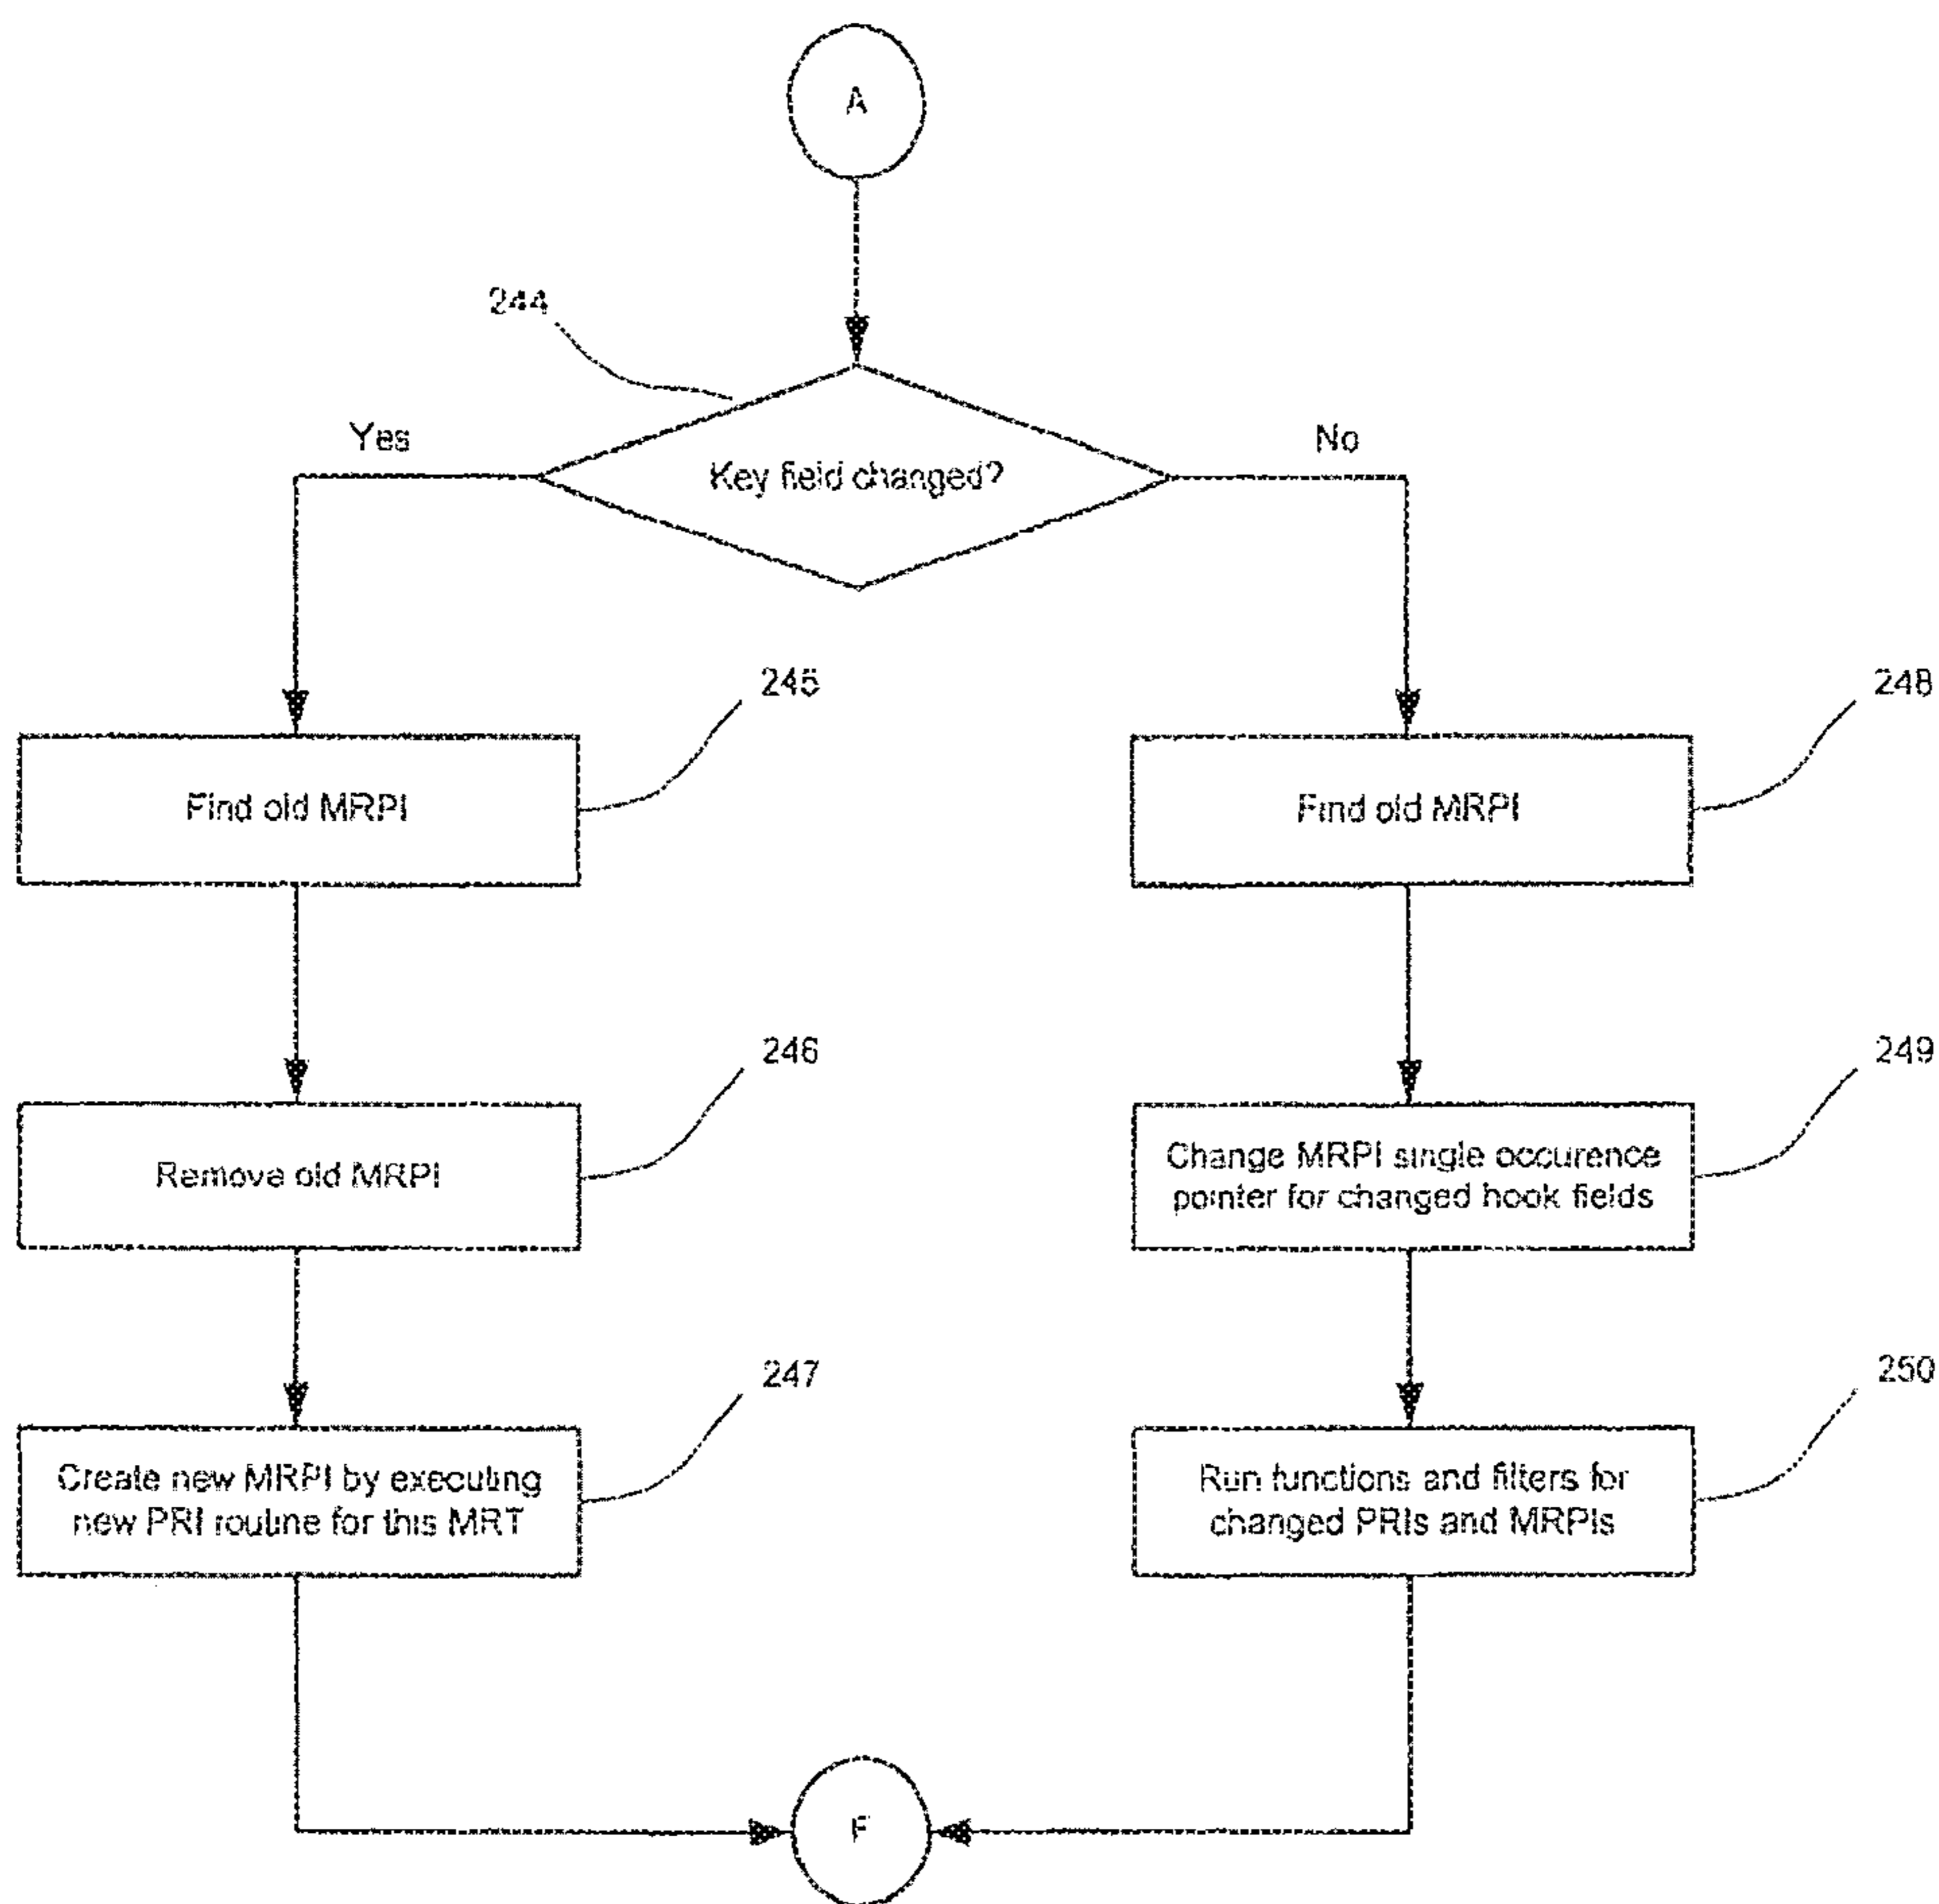 A
244
Yes
Key field changed?
No
245
248
Find old MRPI
Find old MRPI
246
249
Remove old MRPI
Change MRPI single occurence
pointer for changed hook fields
247
250
Create new MRPI by executing
new PRI routine for this MRT
Run functions and filters for
changed PRIs and MRPIs
F